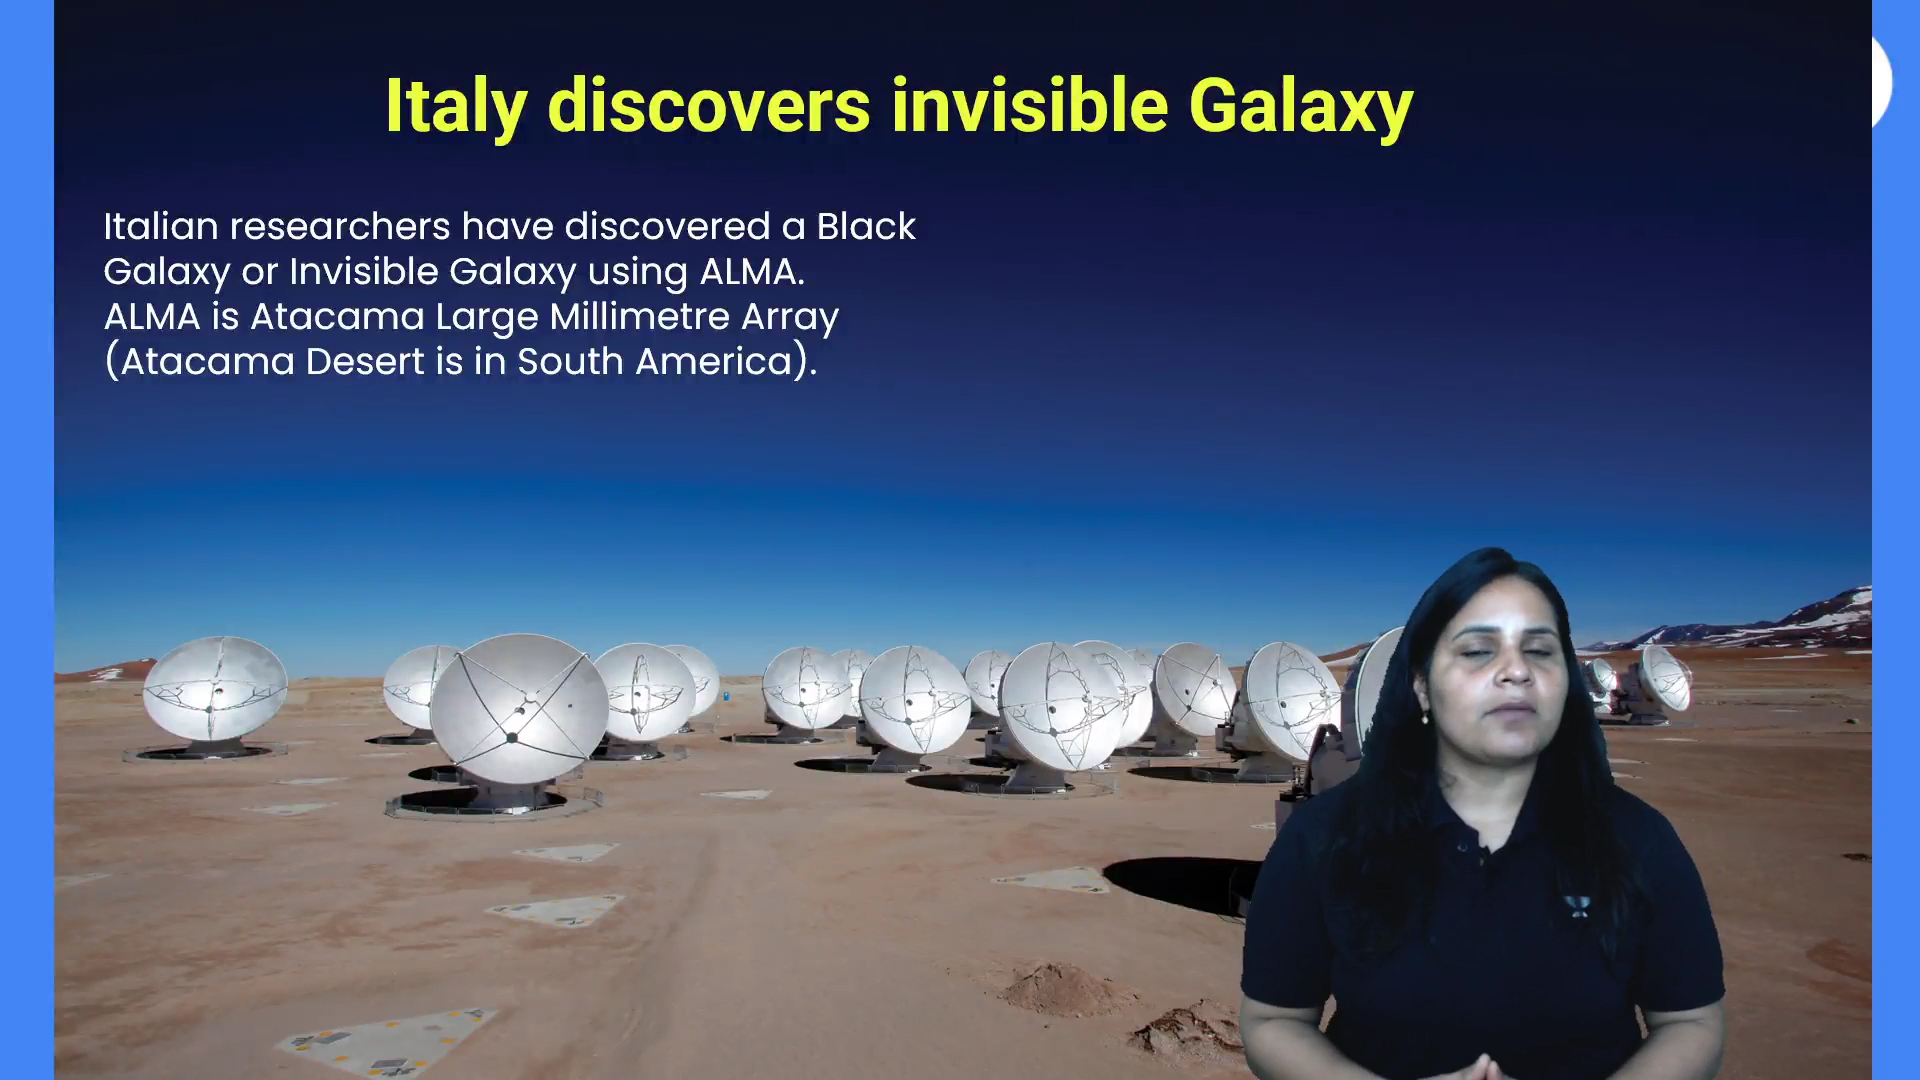 Italy discovers invisible Galaxy
Italian researchers have discovered a Black
Galaxy or Invisible Galaxy using ALMA.
ALMA is Atacama Large Millimetre Array
(Atacama Desert is in South America).